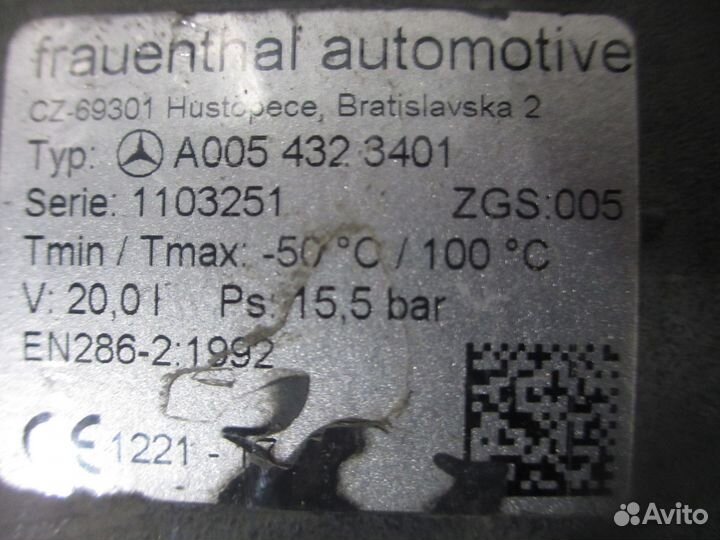 frauenthal automotive
CZ-69301 Hustopece, Bratislavska 2
Typ: A005 432 3401
Serie: 1103251 ZGS:005
Tmin / Tmax: -50 °C / 100 °C
V: 20,0 l Ps: 15,5 bar
EN286-2:1992
CE 1221 -
Avito